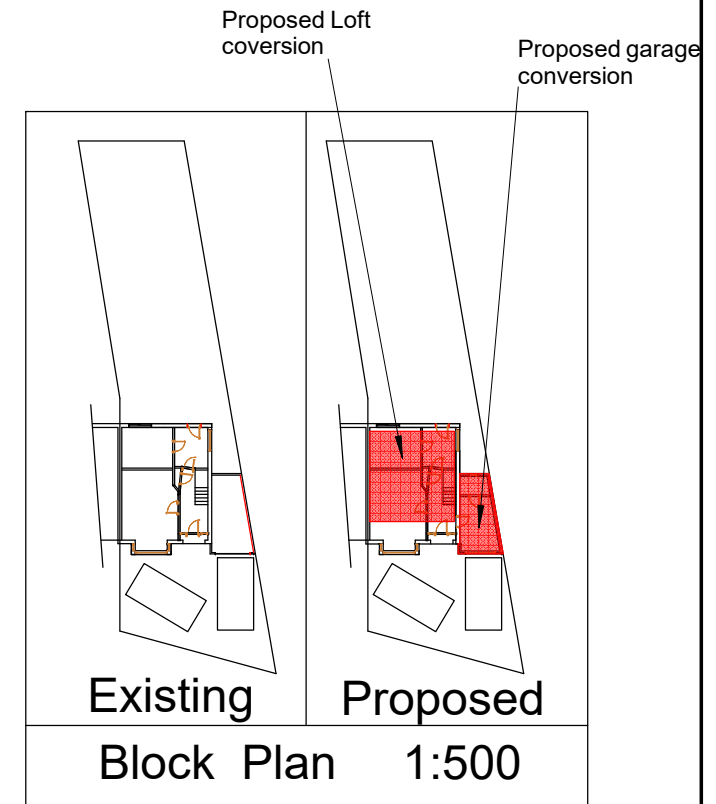 Proposed Loft
coversion
Proposed garage
conversion
Existing
Proposed
Block Plan 1:500